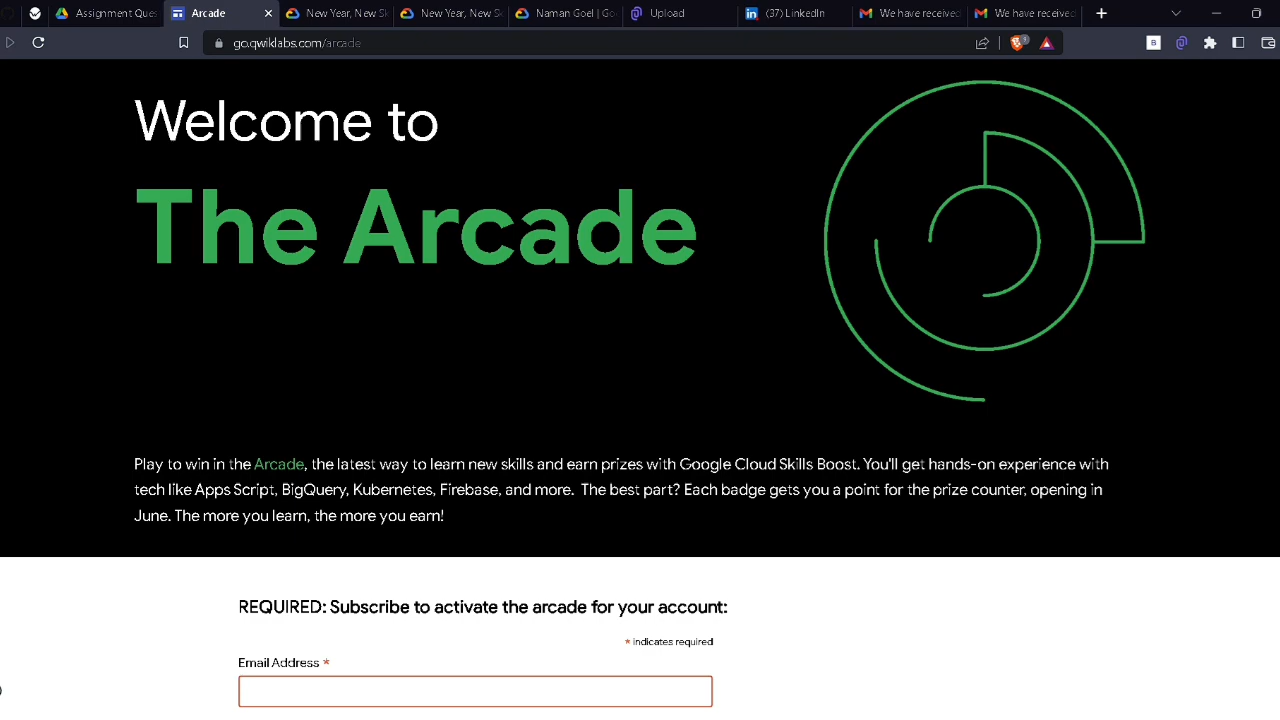 Assignment Ques
Arcade
New Year, New Sk
New Year, New Sk
Naman Goel | Goo
Upload
(37) LinkedIn
We have received
We have received
go.qwiklabs.com/arcade
Welcome to
The Arcade
Play to win in the Arcade, the latest way to learn new skills and earn prizes with Google Cloud Skills Boost. You'll get hands-on experience with
tech like Apps Script, BigQuery, Kubernetes, Firebase, and more. The best part? Each badge gets you a point for the prize counter, opening in
June. The more you learn, the more you earn!
REQUIRED: Subscribe to activate the arcade for your account:
* indicates required
Email Address *